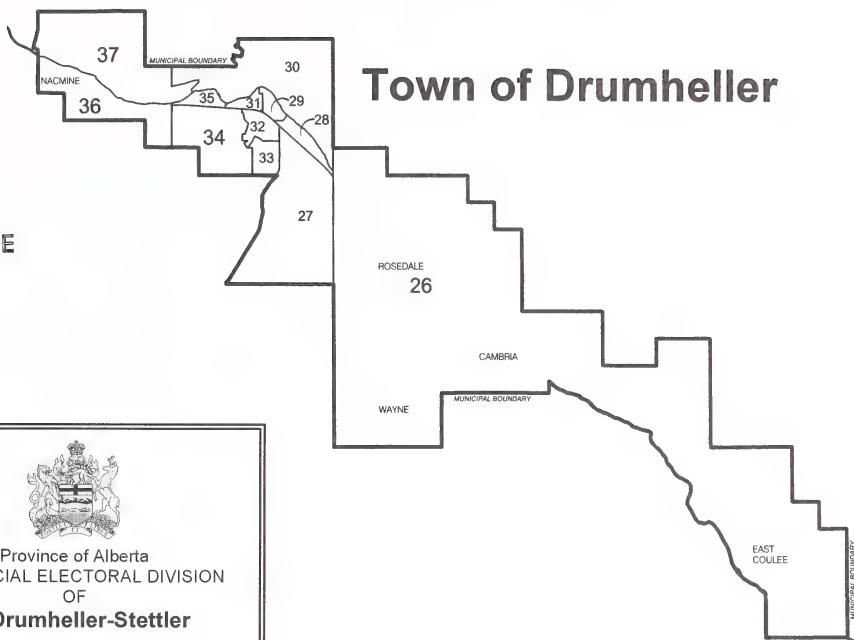 Town of Drumheller
MUNICIPAL BOUNDARY
37
30
NACMINE
36
35
31
29
28
32
34
33
27
E
ROSEDALE
26
CAMBRIA
WAYNE
MUNICIPAL BOUNDARY
EAST
COULEE
MUNICIPAL BOUNDARY
Province of Alberta
CIAL ELECTORAL DIVISION
OF
Drumheller-Stettler